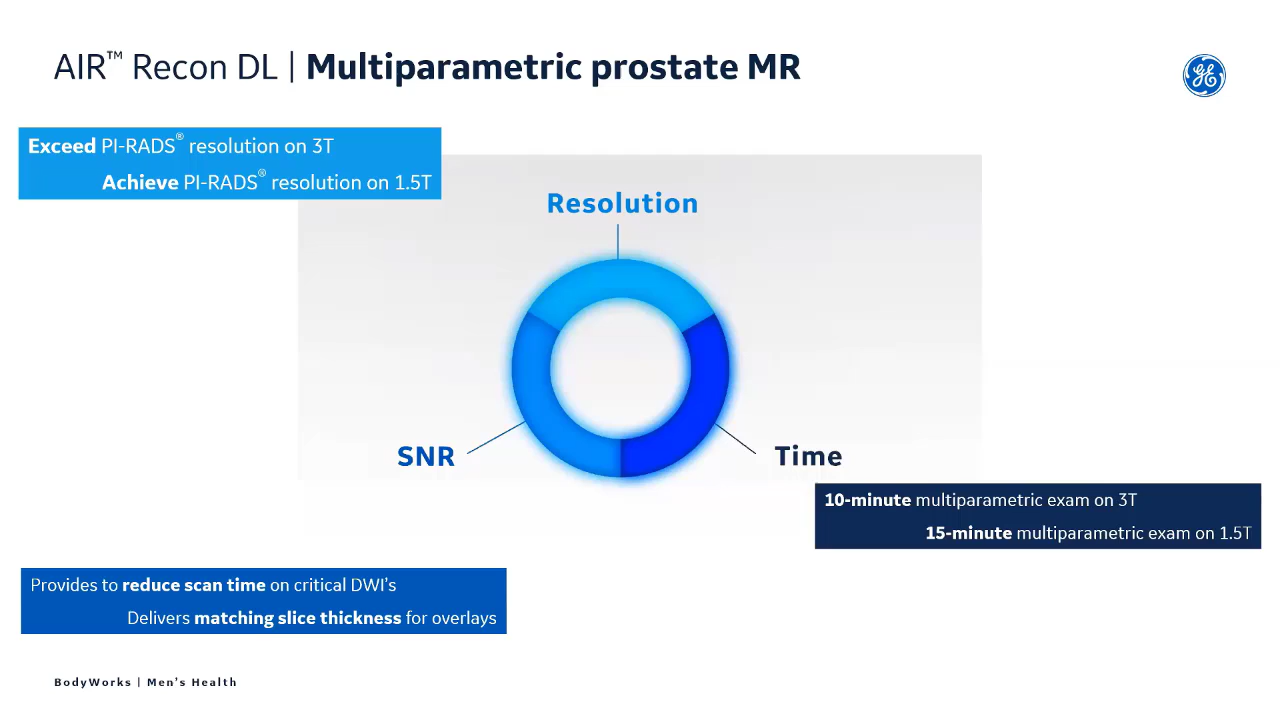 AIR™ Recon DL | Multiparametric prostate MR
Exceed PI-RADS® resolution on 3T
Achieve PI-RADS® resolution on 1.5T
Resolution
SNR
Time
10-minute multiparametric exam on 3T
15-minute multiparametric exam on 1.5T
Provides to reduce scan time on critical DWI's
Delivers matching slice thickness for overlays
BodyWorks | Men's Health